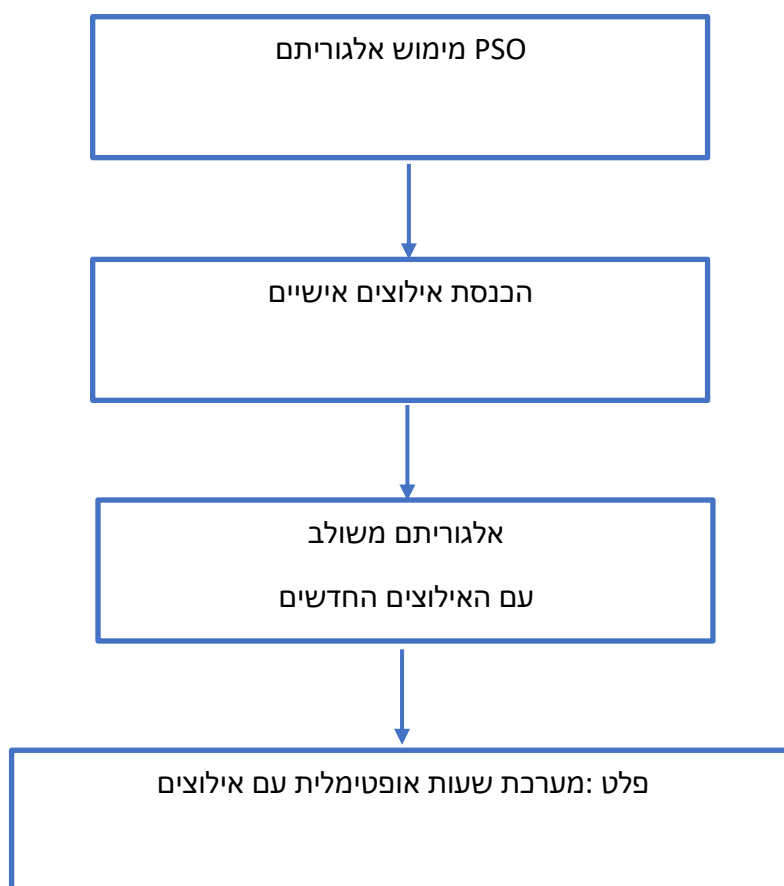 מימוש אלגוריתם PSO
הכנסת אילוצים אישיים
אלגוריתם משולב
עם האילוצים החדשים
פלט :מערכת שעות אופטימלית עם אילוצים